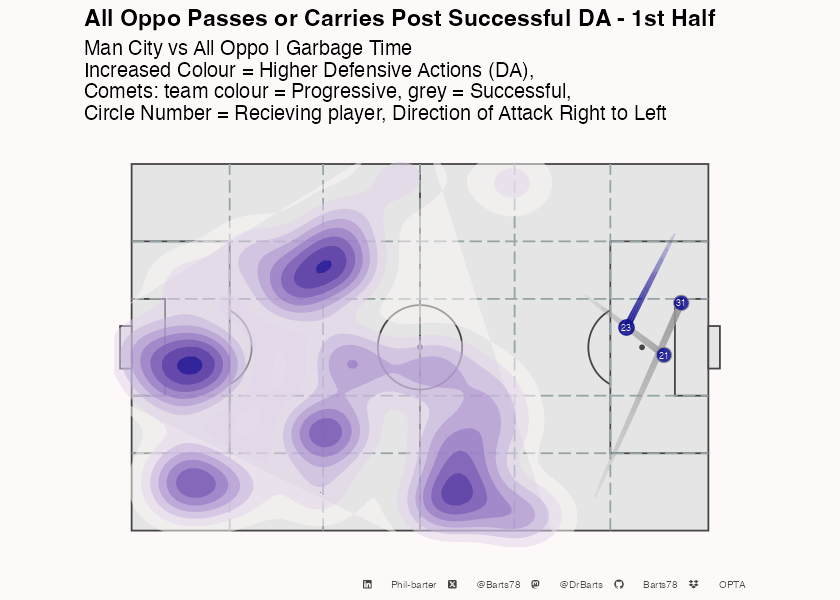 All Oppo Passes or Carries Post Successful DA - 1st Half
Man City vs All Oppo | Garbage Time
Increased Colour = Higher Defensive Actions (DA),
Comets: team colour = Progressive, grey = Successful,
Circle Number = Recieving player, Direction of Attack Right to Left
31
23
21
Phil-barter @Barts78 @DrBarts Barts78 OPTA